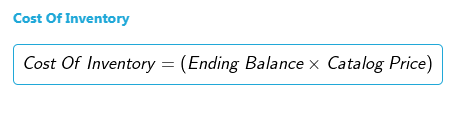 Cost Of Inventory
Cost Of Inventory = (Ending Balance × Catalog Price)